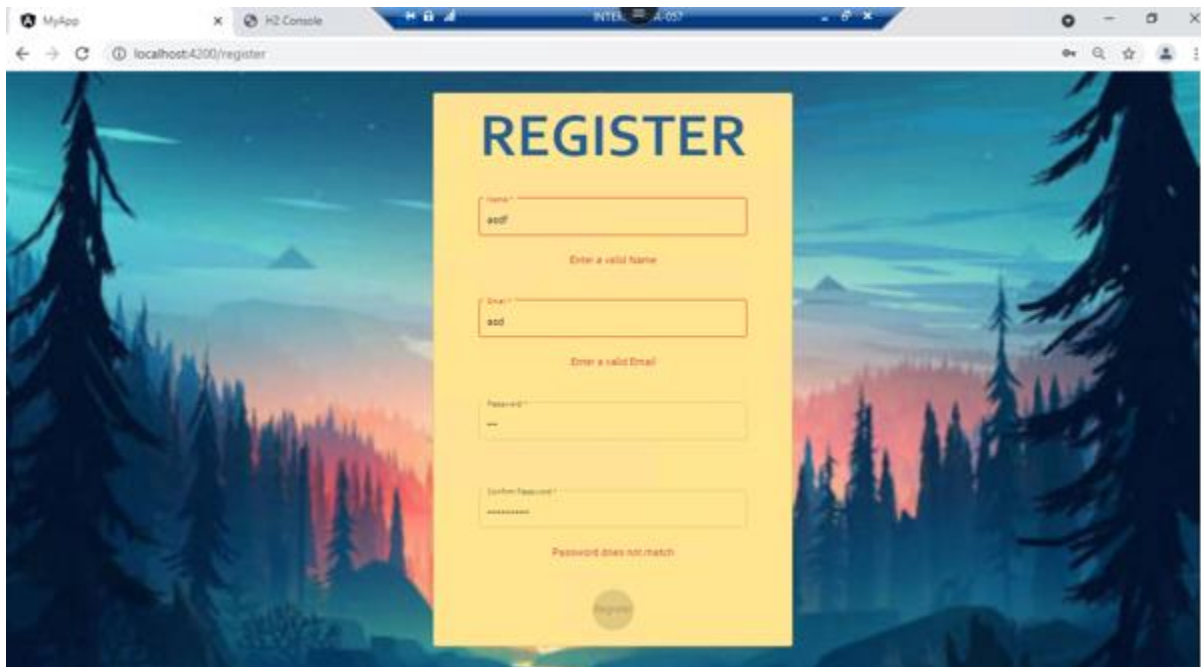 MyApp
H2 Console
localhost:4200/register
REGISTER
Name *
asdf
Enter a valid Name
Email *
asd
Enter a valid Email
Password *
Confirm Password *
Password does not match
Register